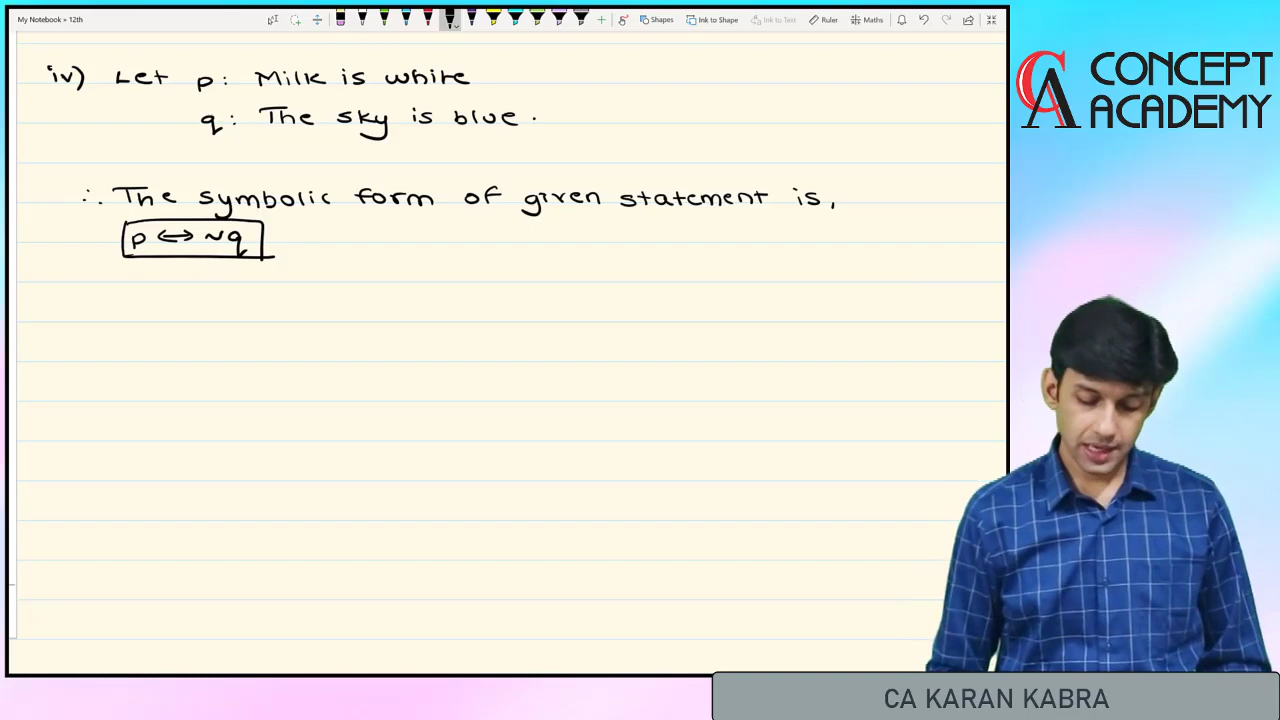 My Notebook » 12th
Shapes
Ink to Shape
Ink to Text
Ruler
Maths
CONCEPT
ACADEMY
iv) Let p: Milk is white
q: The sky is blue.
∴ The symbolic form of given statement is,
p ↔ ~q
CA KARAN KABRA